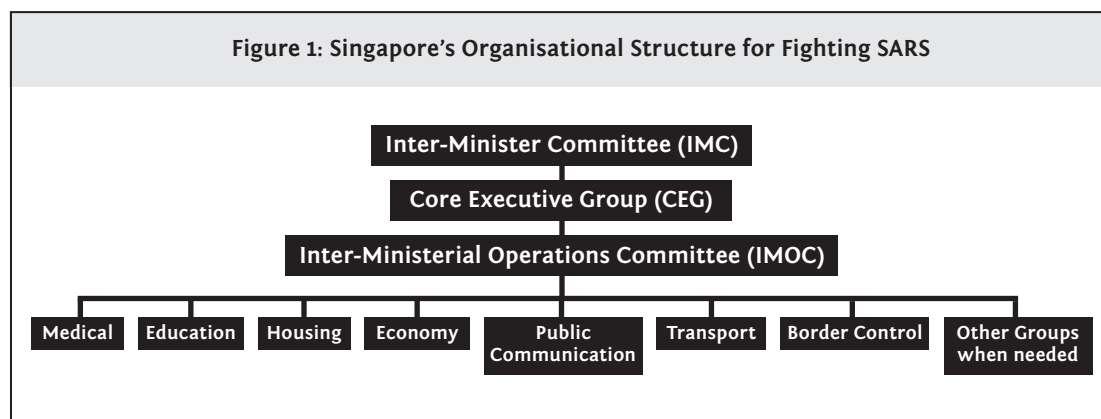 Figure 1: Singapore's Organisational Structure for Fighting SARS
Inter-Minister Committee (IMC)
Core Executive Group (CEG)
Inter-Ministerial Operations Committee (IMOC)
Medical
Education
Housing
Economy
Public
Communication
Transport
Border Control
Other Groups
when needed